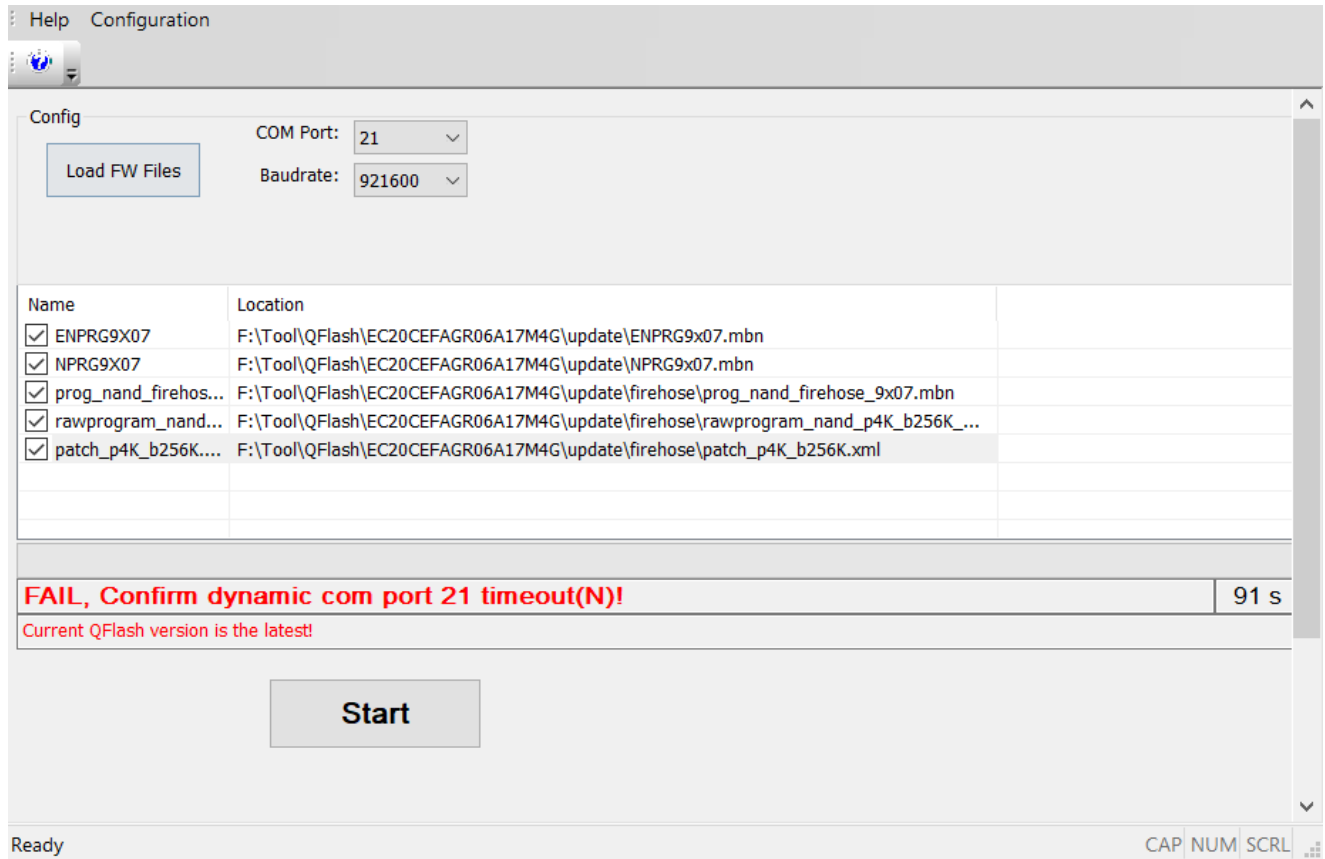 Help Configuration
Config
COM Port: 21
Load FW Files
Baudrate: 921600
Name Location
ENPRG9X07 F:\Tool\QFlash\EC20CEFAGR06A17M4G\update\ENPRG9x07.mbn
NPRG9X07 F:\Tool\QFlash\EC20CEFAGR06A17M4G\update\NPRG9x07.mbn
prog_nand_firehos... F:\Tool\QFlash\EC20CEFAGR06A17M4G\update\firehose\prog_nand_firehose_9x07.mbn
rawprogram_nand... F:\Tool\QFlash\EC20CEFAGR06A17M4G\update\firehose\rawprogram_nand_p4K_b256K_...
patch_p4K_b256K.... F:\Tool\QFlash\EC20CEFAGR06A17M4G\update\firehose\patch_p4K_b256K.xml
FAIL, Confirm dynamic com port 21 timeout(N)! 91 s
Current QFlash version is the latest!
Start
Ready CAP NUM SCRL